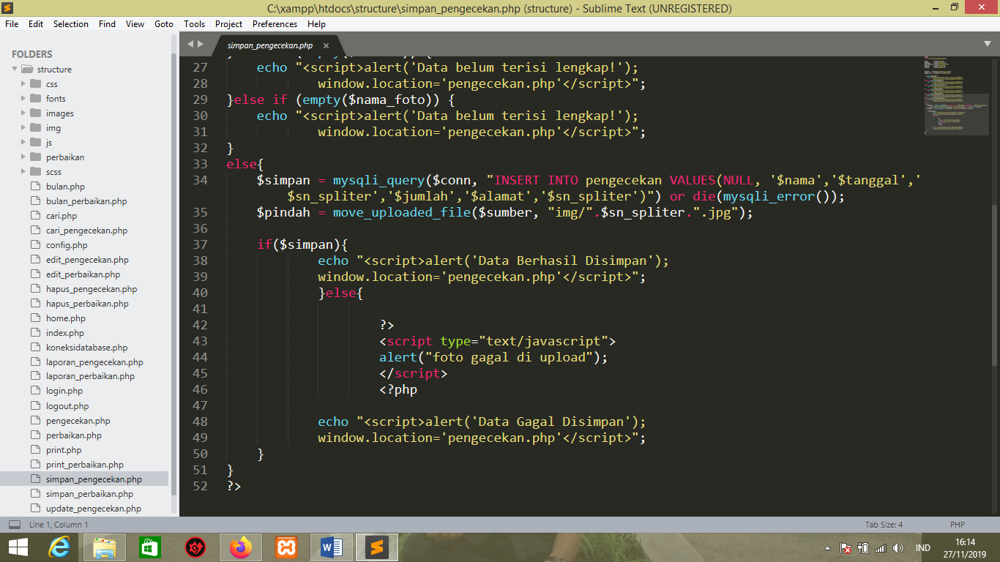 C:\xampp\htdocs\structure\simpan_pengecekan.php (structure) - Sublime Text (UNREGISTERED)
File Edit Selection Find View Goto Tools Project Preferences Help
FOLDERS
structure
css
fonts
images
img
js
perbaikan
scss
bulan.php
bulan_perbaikan.php
cari.php
cari_pengecekan.php
config.php
edit_pengecekan.php
edit_perbaikan.php
hapus_pengecekan.php
hapus_perbaikan.php
home.php
index.php
koneksidatabase.php
laporan_pengecekan.php
laporan_perbaikan.php
login.php
logout.php
pengecekan.php
perbaikan.php
print.php
print_perbaikan.php
simpan_pengecekan.php
simpan_perbaikan.php
update_pengecekan.php
simpan_pengecekan.php
27 echo "<script>alert('Data belum terisi lengkap!');
28 window.location='pengecekan.php'</script>";
29 }else if (empty($nama_foto)) {
30 echo "<script>alert('Data belum terisi lengkap!');
31 window.location='pengecekan.php'</script>";
32 }
33 else{
34 $simpan = mysqli_query($conn, "INSERT INTO pengecekan VALUES(NULL, '$nama','$tanggal','
$sn_spliter','$jumlah','$alamat','$sn_spliter')") or die(mysqli_error());
35 $pindah = move_uploaded_file($sumber, "img/".$sn_spliter.".jpg");
36
37 if($simpan){
38 echo "<script>alert('Data Berhasil Disimpan');
39 window.location='pengecekan.php'</script>";
40 }else{
41
42 ?>
43 <script type="text/javascript">
44 alert("foto gagal di upload");
45 </script>
46 <?php
47
48 echo "<script>alert('Data Gagal Disimpan');
49 window.location='pengecekan.php'</script>";
50 }
51 }
52 ?>
Line 1, Column 1
Tab Size: 4
PHP
IND
16:14
27/11/2019